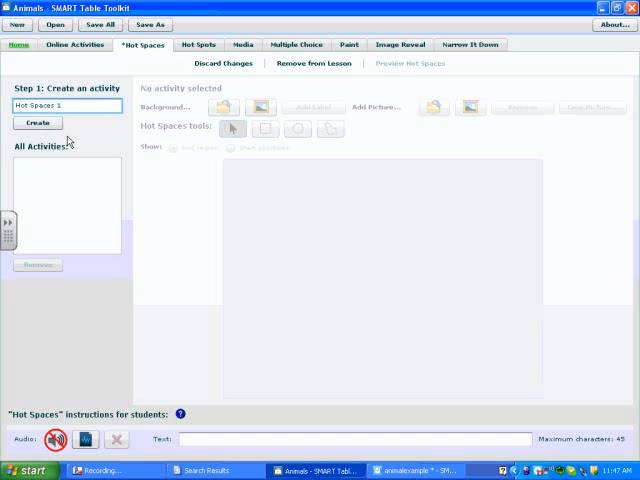 Animals - SMART Table Toolkit
New Open Save All Save As About...
Home Online Activities *Hot Spaces Hot Spots Media Multiple Choice Paint Image Reveal Narrow It Down
Discard Changes Remove from Lesson Preview Hot Spaces
Step 1: Create an activity
Hot Spaces 1
Create
All Activities:
Remove
No activity selected
Background... Add Label Add Picture... Remove
Hot Spaces tools:
Show: End region Start positions
"Hot Spaces" instructions for students: ?
Audio: Text: Maximum characters: 45
start Recording... Search Results Animals - SMART Tabl... animalexample * - SM... 11:47 AM